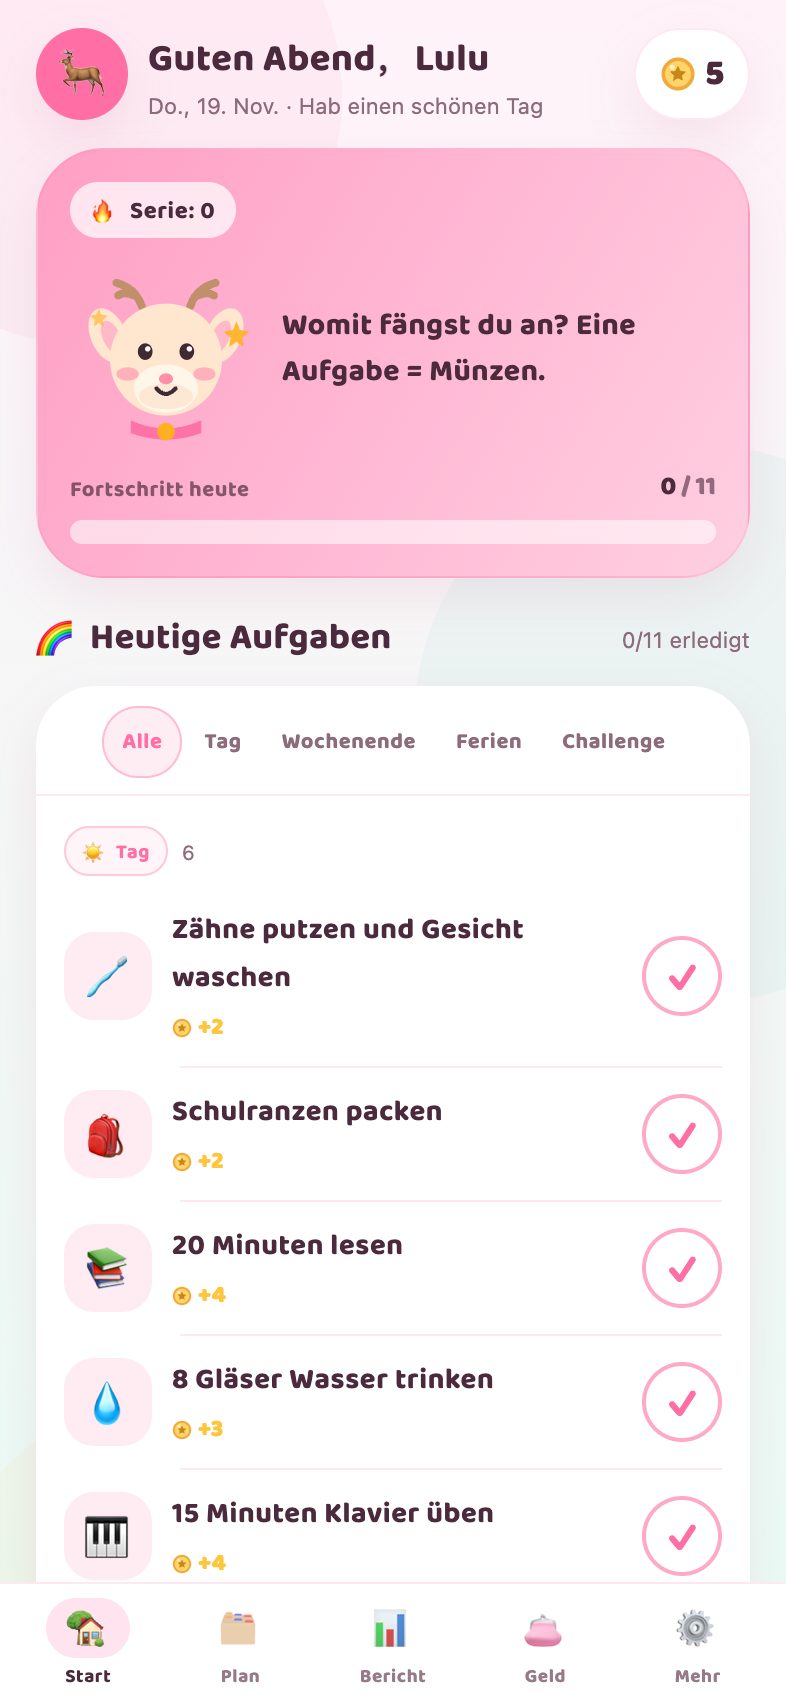 Guten Abend， Lulu
Do., 19. Nov. · Hab einen schönen Tag
5
Serie: 0
Womit fängst du an? Eine
Aufgabe = Münzen.
Fortschritt heute
0 / 11
Heutige Aufgaben
0/11 erledigt
Alle Tag Wochenende Ferien Challenge
Tag 6
Zähne putzen und Gesicht
waschen
+2
Schulranzen packen
+2
20 Minuten lesen
+4
8 Gläser Wasser trinken
+3
15 Minuten Klavier üben
+4
Start Plan Bericht Geld Mehr